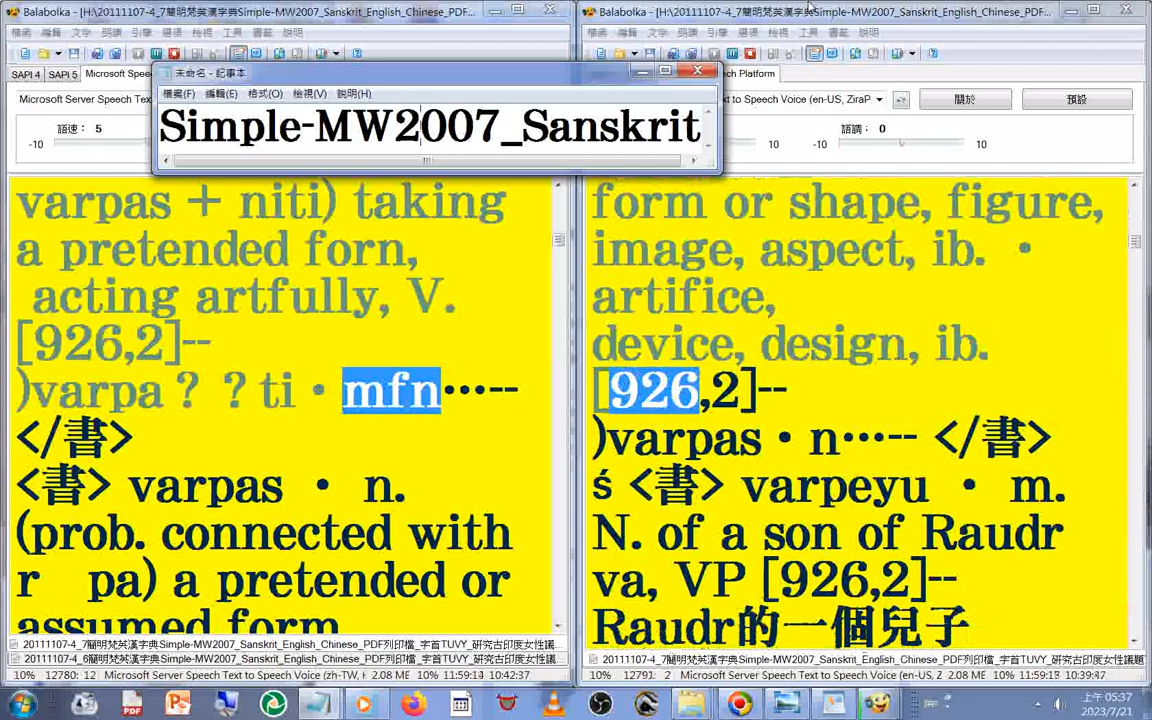 Balabolka - [H:\20111107-4_7簡明梵英漢字典Simple-MW2007_Sanskrit_English_Chinese_PDF...
檔案 編輯 文字 朗讀 引擎 選項 檢視 工具 書籤 說明
SAPI 4 SAPI 5 Microsoft Spee
Microsoft Server Speech Text
語速： 5
-10
未命名 - 記事本
檔案(F) 編輯(E) 格式(O) 檢視(V) 說明(H)
Simple-MW2007_Sanskrit
varpas + niti) taking
a pretended forn,
acting artfully, V.
[926,2]--
)varpa？ ？ti・mfn…--
</書>
<書> varpas ・ n.
(prob. connected with
r pa) a pretended or
assumed form
20111107-4_7簡明梵英漢字典Simple-MW2007_Sanskrit_English_Chinese_PDF列印檔_字首TUVY_研究古印度女性議...
20111107-4_6簡明梵英漢字典Simple-MW2007_Sanskrit_English_Chinese_PDF列印檔_字首TUVY_研究古印度女性議...
10% 12780: 12 Microsoft Server Speech Text to Speech Voice (zh-TW, H 2.08 MB 11:59:14 10:42:37
Balabolka - [H:\20111107-4_7簡明梵英漢字典Simple-MW2007_Sanskrit_English_Chinese_PDF...
檔案 編輯 文字 朗讀 引擎 選項 檢視 工具 書籤 說明
ech Platform
t to Speech Voice (en-US, ZiraP
關於
預設
10
語調： 0
-10
10
form or shape, figure,
image, aspect, ib. ・
artifice,
device, design, ib.
[926,2]--
)varpas・n…-- </書>
ś <書> varpeyu ・ m.
N. of a son of Raudr
va, VP [926,2]--
Raudr的一個兒子
20111107-4_7簡明梵英漢字典Simple-MW2007_Sanskrit_English_Chinese_PDF列印檔_字首TUVY_研究古印度女性議題
10% 12791: 2 Microsoft Server Speech Text to Speech Voice (en-US, Z 2.08 MB 11:59:13 10:39:47
上午 05:37
2023/7/21